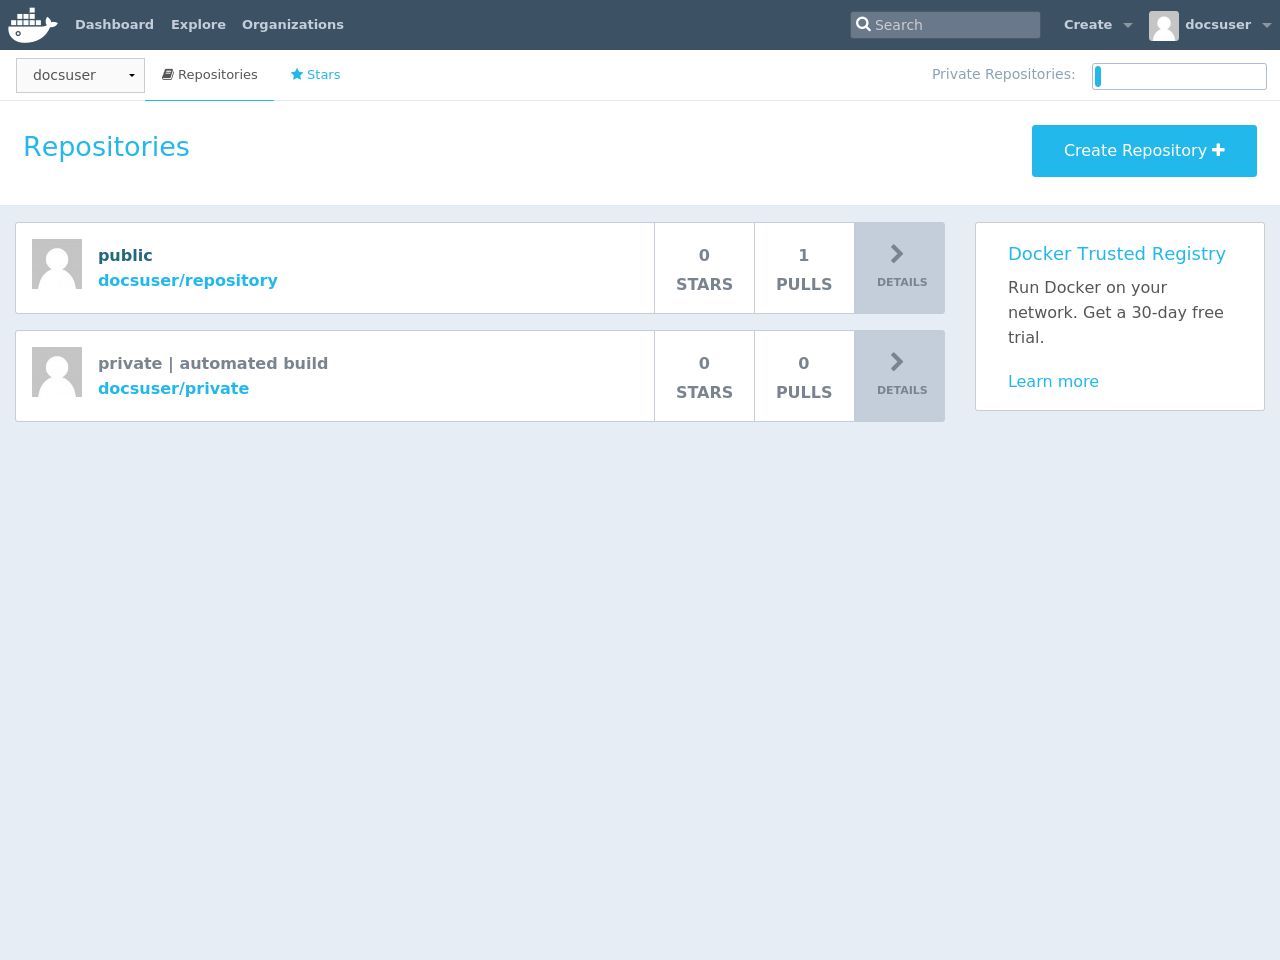 Dashboard Explore Organizations Search Create docsuser
docsuser Repositories Stars Private Repositories:
Repositories
Create Repository
public
docsuser/repository
0
STARS
1
PULLS
DETAILS
private | automated build
docsuser/private
0
STARS
0
PULLS
DETAILS
Docker Trusted Registry
Run Docker on your
network. Get a 30-day free
trial.
Learn more